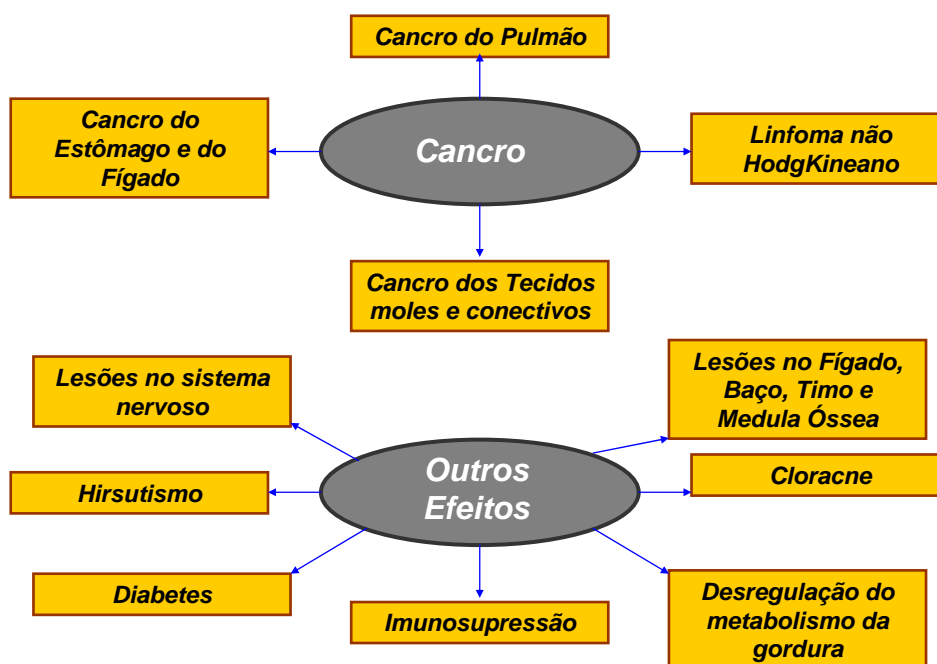 Cancro do Pulmão
Cancro do
Estômago e do
Fígado
Cancro
Linfoma não
HodgKineano
Cancro dos Tecidos
moles e conectivos
Lesões no sistema
nervoso
Lesões no Fígado,
Baço, Timo e
Medula Óssea
Hirsutismo
Outros
Efeitos
Cloracne
Diabetes
Imunosupressão
Desregulação do
metabolismo da
gordura